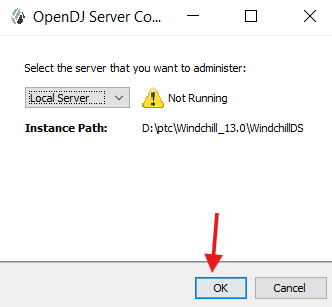 OpenDJ Server Co...
Select the server that you want to administer:
Local Server
Not Running
Instance Path:
D:\ptc\Windchill_13.0\WindchillDS
OK
Cancel